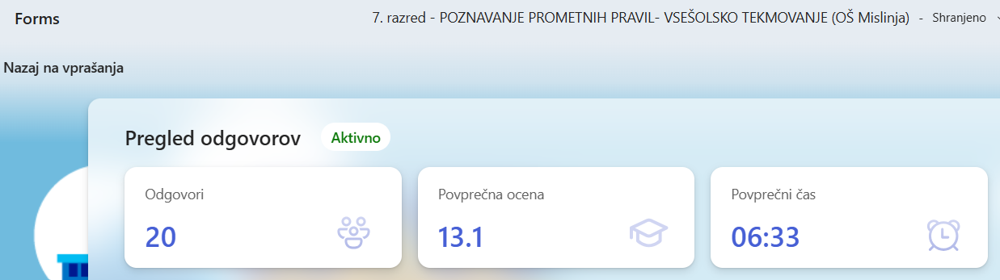 Forms
7. razred - POZNAVANJE PROMETNIH PRAVIL- VSEŠOLSKO TEKMOVANJE (OŠ Mislinja) - Shranjeno
Nazaj na vprašanja
Pregled odgovorov Aktivno
Odgovori
20
Povprečna ocena
13.1
Povprečni čas
06:33